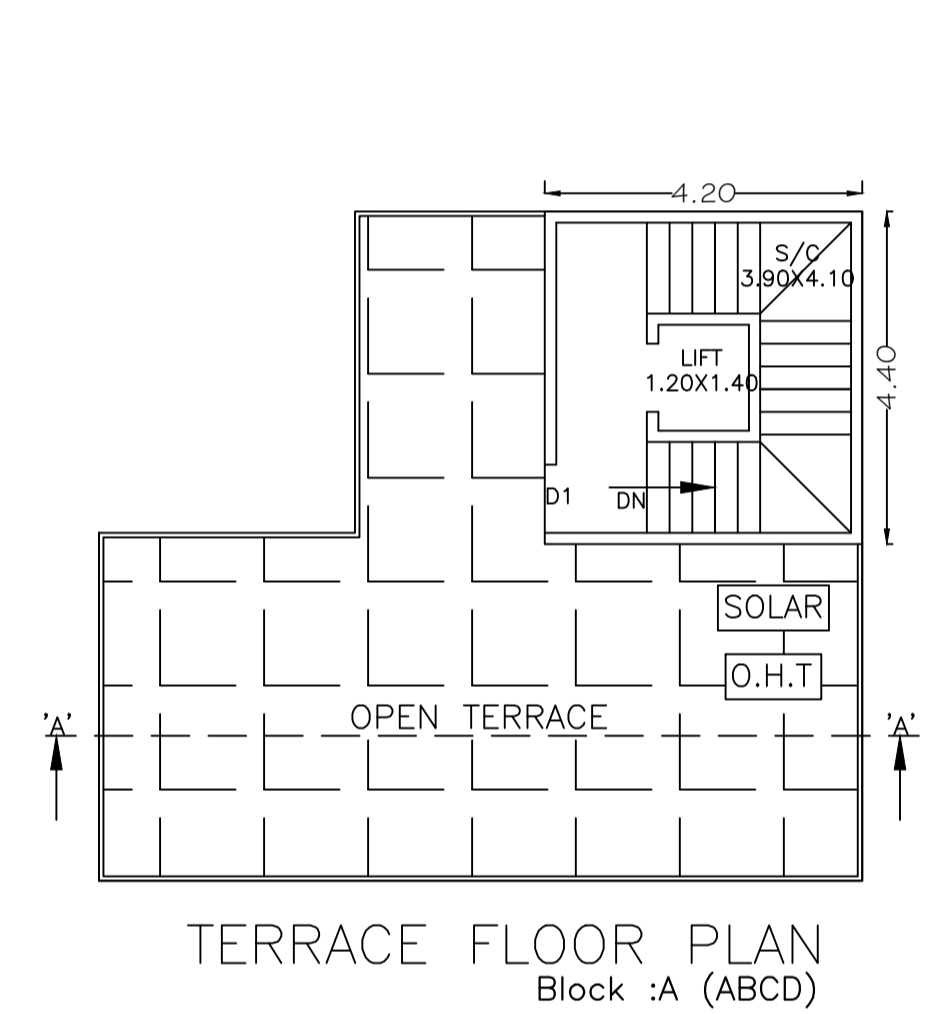 4.20
S/C
3.90X4.10
LIFT
1.20X1.40
4.40
D1
DN
SOLAR
O.H.T
OPEN TERRACE
'A'
'A'
TERRACE FLOOR PLAN
Block :A (ABCD)